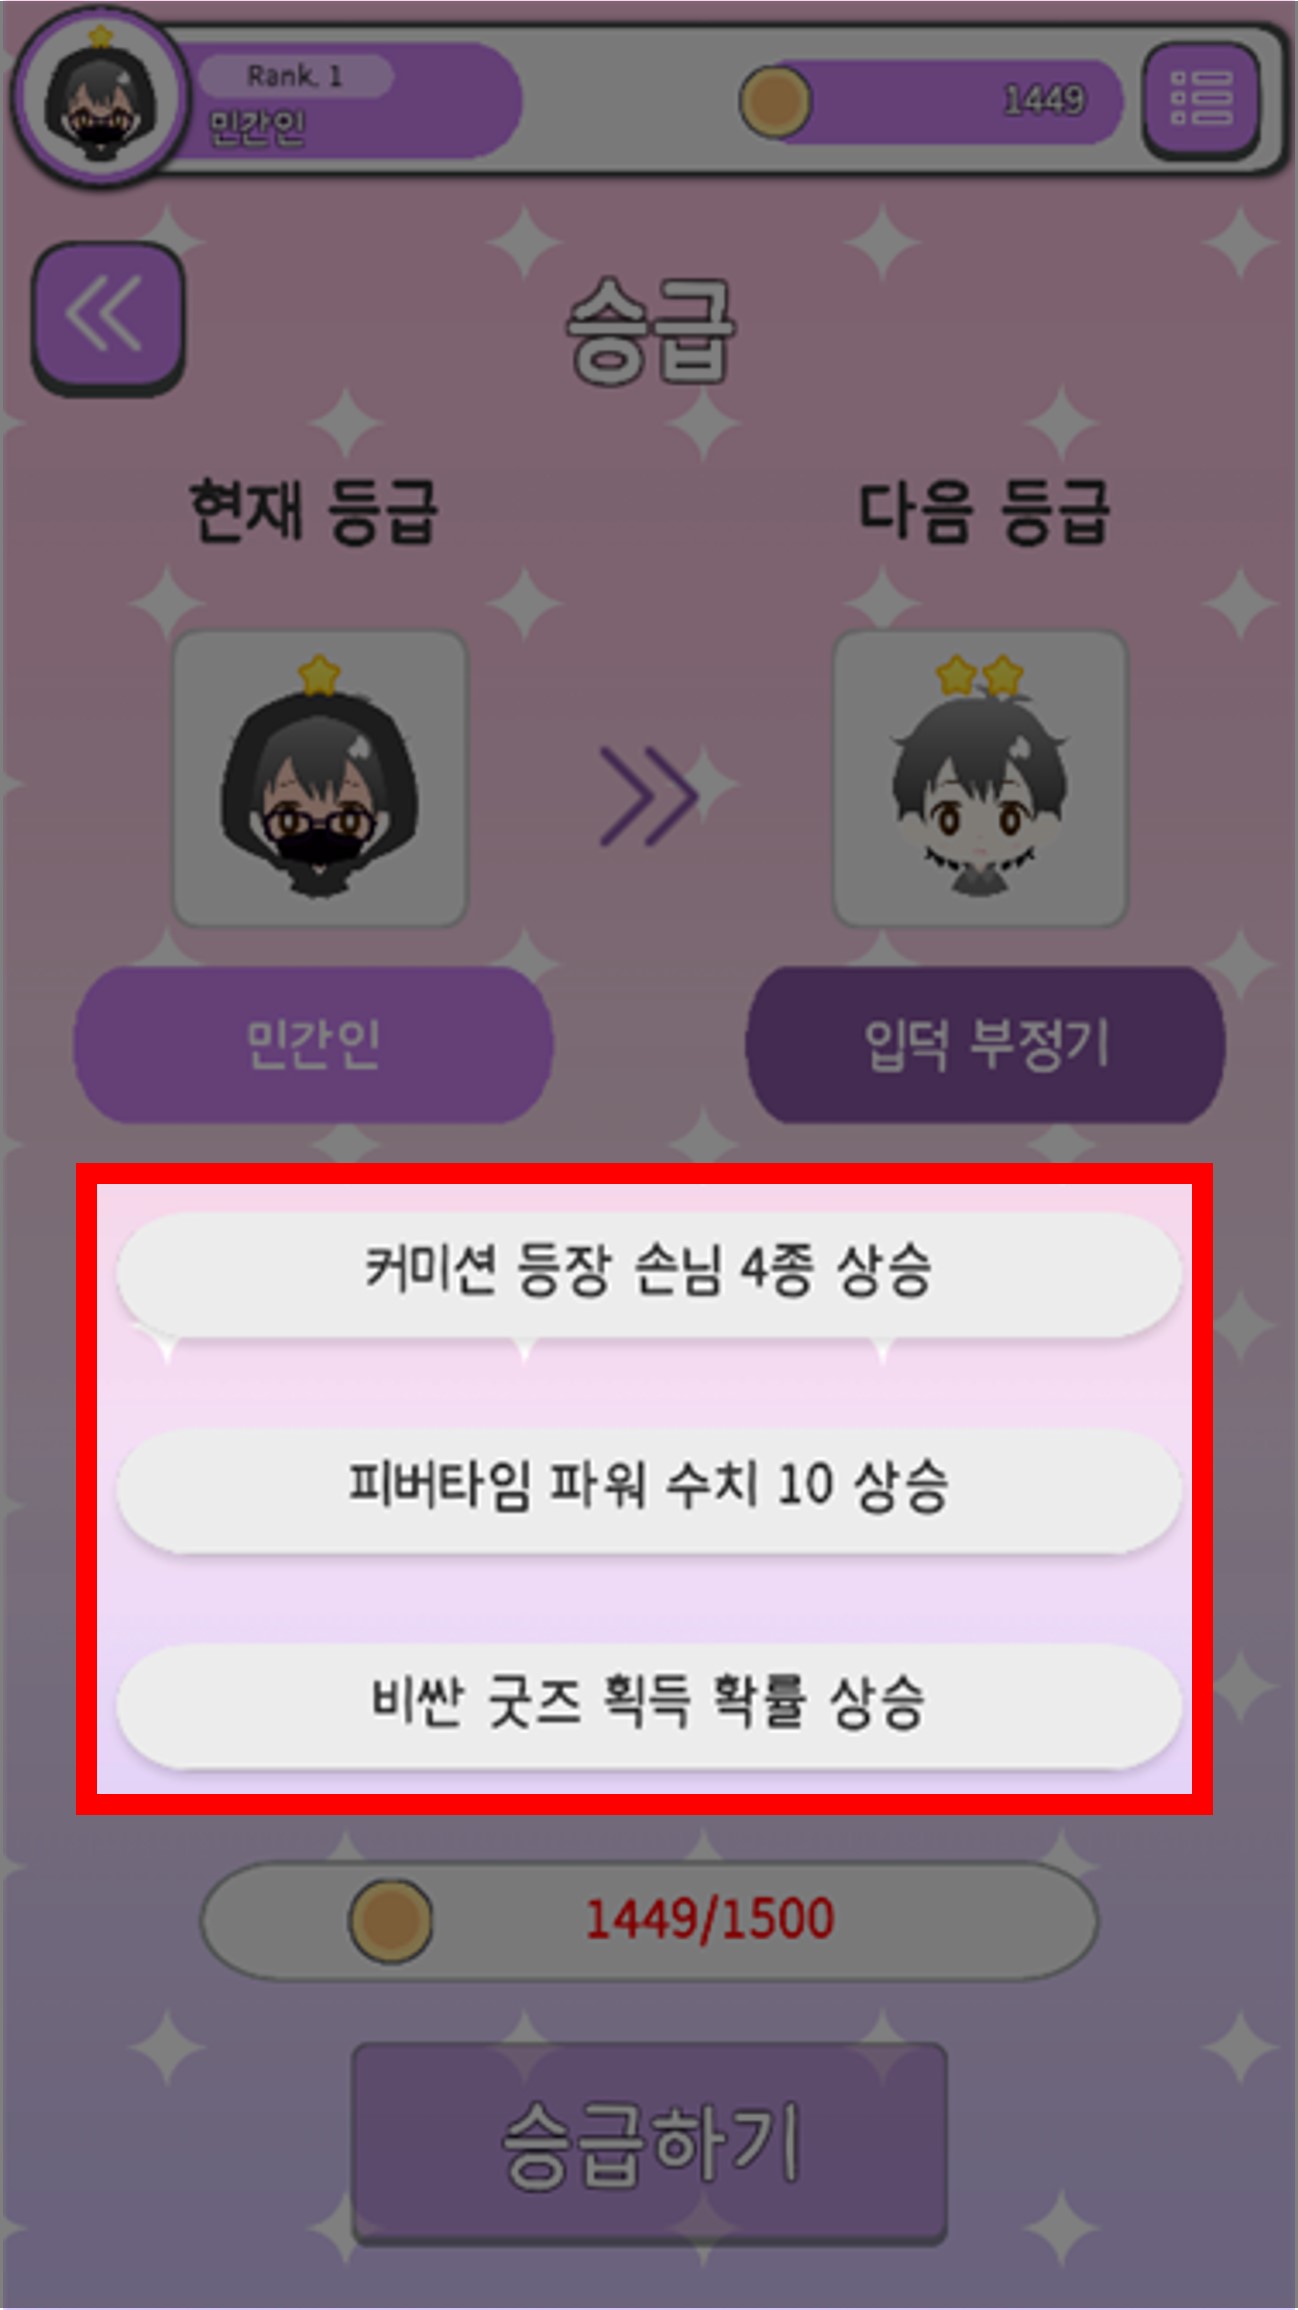 Rank. 1
민간인
1449
승급
현재 등급
다음 등급
민간인
입덕 부정기
커미션 등장 손님 4종 상승
피버타임 파워 수치 10 상승
비싼 굿즈 획득 확률 상승
1449/1500
승급하기